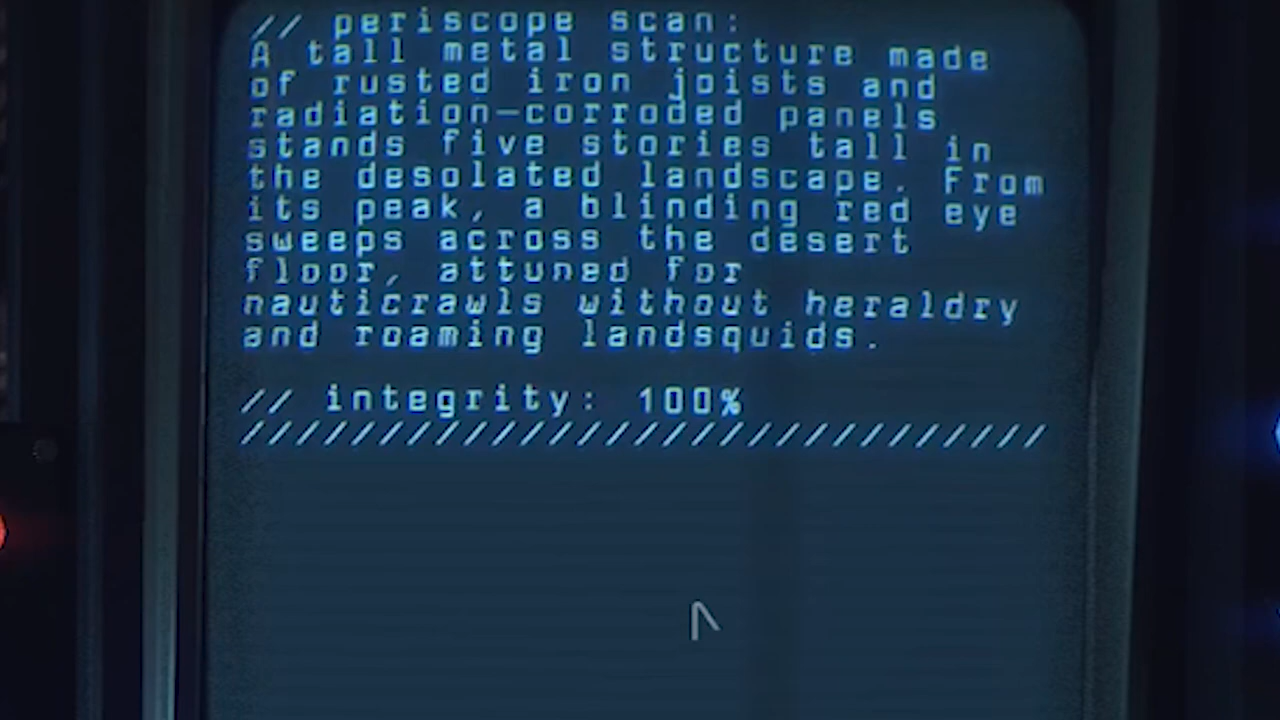 // periscope scan:
A tall metal structure made
of rusted iron joists and
radiation-corroded panels
stands five stories tall in
the desolated landscape. From
its peak, a blinding red eye
sweeps across the desert
floor, attuned for
nauticrawls without heraldry
and roaming landsquids.
// integrity: 100%
//////////////////////////////